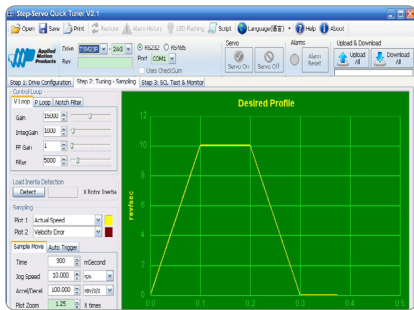 Step-Servo Quick Tuner V2.1
Open Save Print Restore Alarm History LED Flashing Script Language(语言) Help About
Applied Motion Products
Drive TSM23P - 2AG RS232 RS485
Rev Port COM1
User CheckSum
Servo
Servo On Servo Off
Alarms
Alarm Reset
Upload & Download
Upload All Download All
Step 1: Drive Configuration Step 2: Tuning - Sampling Step 3: SCL Test & Monitor
Control Loop
V Loop P Loop Notch Filter
Gain 15000
IntegGain 1000
FF Gain 1
Filter 5000
Load Inertia Detection
Detect X Rotor Inertia
Sampling
Plot 1 Actual Speed
Plot 2 Velocity Error
Sample Move Auto Trigger
Time 300 mSecond
Jog Speed 10.000 rps
Accel/Decel 100.000 rev/s/s
Plot Zoom 1.25 X times
Desired Profile
rev/sec
12
10
8
6
4
2
0
0.0 0.1 0.2 0.3 0.4 0.5